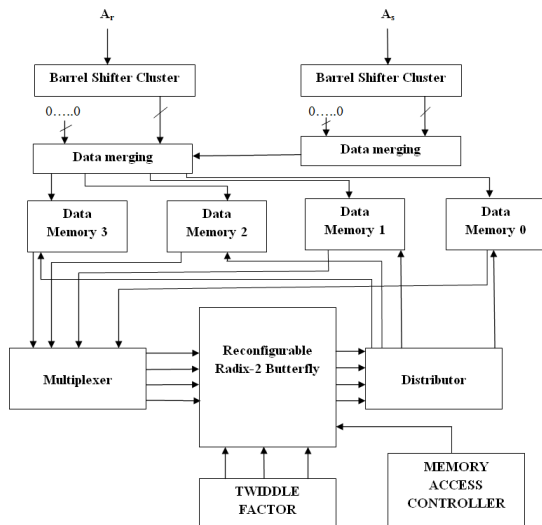 Ar
As
Barrel Shifter Cluster
Barrel Shifter Cluster
0.....0
0.....0
Data merging
Data merging
Data
Memory 3
Data
Memory 2
Data
Memory 1
Data
Memory 0
Multiplexer
Reconfigurable
Radix-2 Butterfly
Distributor
TWIDDLE
FACTOR
MEMORY
ACCESS
CONTROLLER